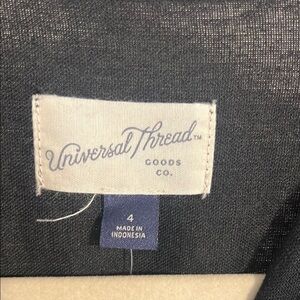 Universal Thread™
GOODS
CO.
4
MADE IN
INDONESIA